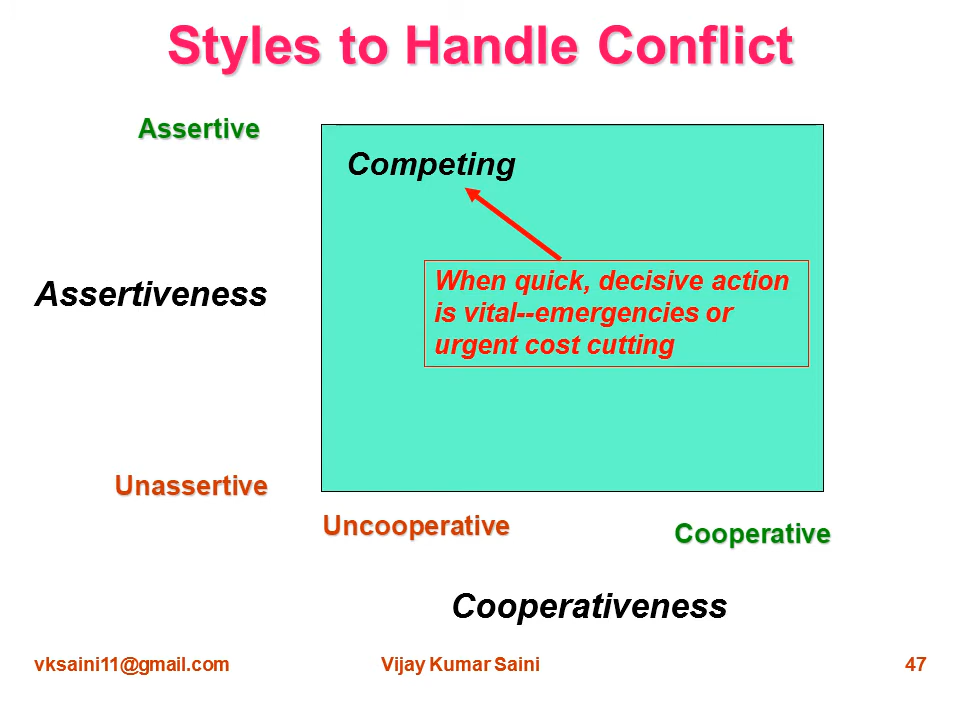 Styles to Handle Conflict
Assertive
Competing
Assertiveness
When quick, decisive action
is vital--emergencies or
urgent cost cutting
Unassertive
Uncooperative
Cooperative
Cooperativeness
vksaini11@gmail.com
Vijay Kumar Saini
47